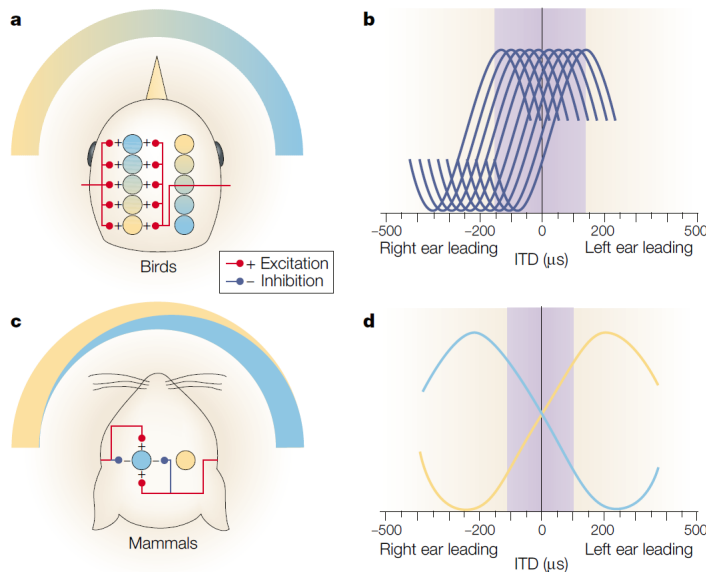 a
Birds
+ Excitation
– Inhibition
b
–500 –200 0 200 500
Right ear leading ITD (μs) Left ear leading
c
Mammals
d
–500 –200 0 200 500
Right ear leading ITD (μs) Left ear leading